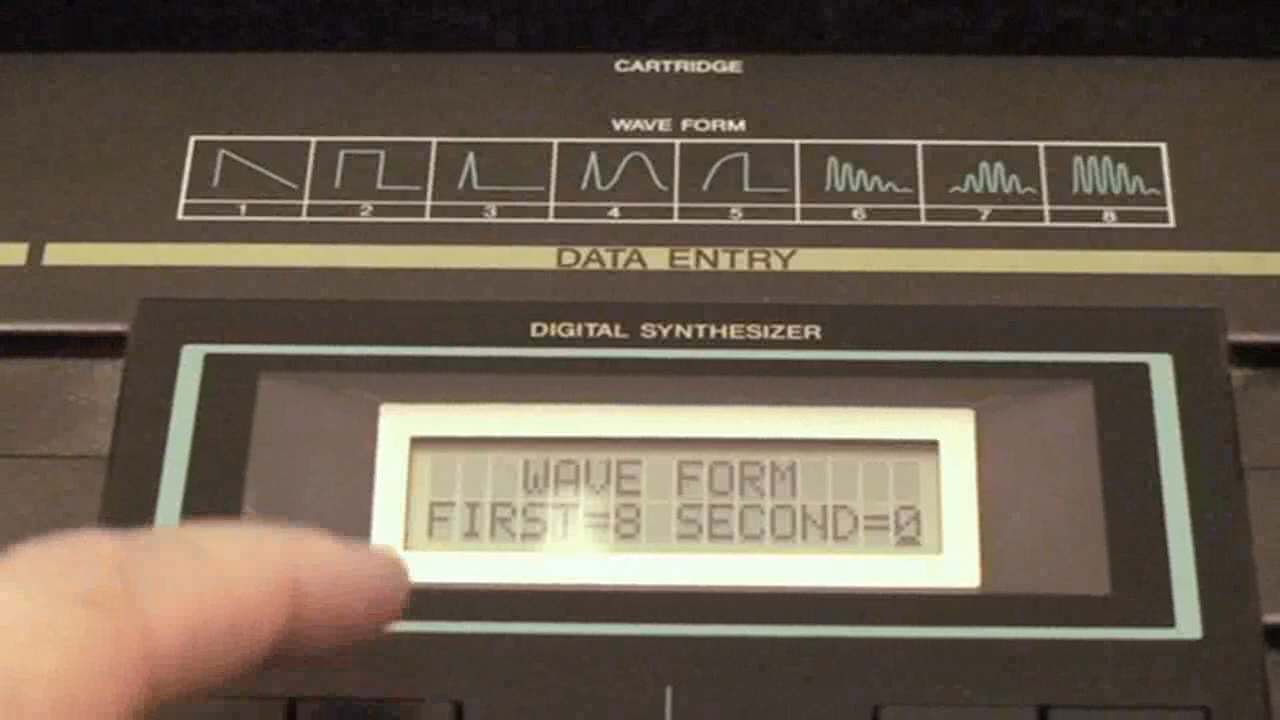 CARTRIDGE
WAVE FORM
1 2 3 4 5 6 7 8
DATA ENTRY
DIGITAL SYNTHESIZER
WAVE FORM
FIRST=8 SECOND=0